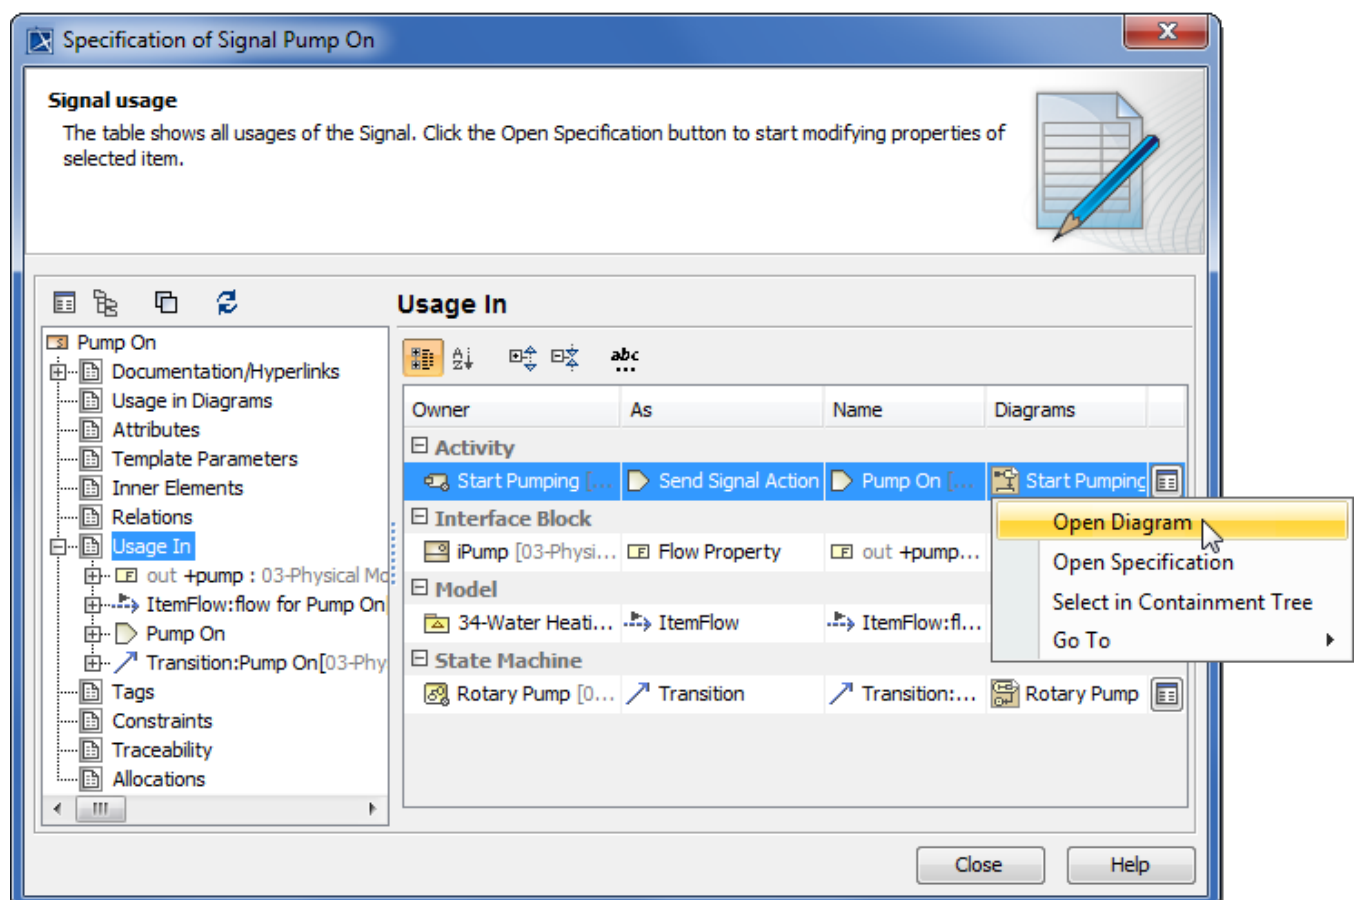 Specification of Signal Pump On
Signal usage
The table shows all usages of the Signal. Click the Open Specification button to start modifying properties of
selected item.
Usage In
Pump On
Documentation/Hyperlinks
Usage in Diagrams
Attributes
Template Parameters
Inner Elements
Relations
Usage In
out +pump : 03-Physical Mo
ItemFlow:flow for Pump On[
Pump On
Transition:Pump On[03-Phy
Tags
Constraints
Traceability
Allocations
abc
Owner As Name Diagrams
Activity
Start Pumping [... Send Signal Action Pump On [... Start Pumping
Interface Block
iPump [03-Physi... Flow Property out +pump...
Model
34-Water Heati... ItemFlow ItemFlow:fl...
State Machine
Rotary Pump [0... Transition Transition:... Rotary Pump
Open Diagram
Open Specification
Select in Containment Tree
Go To
Close Help